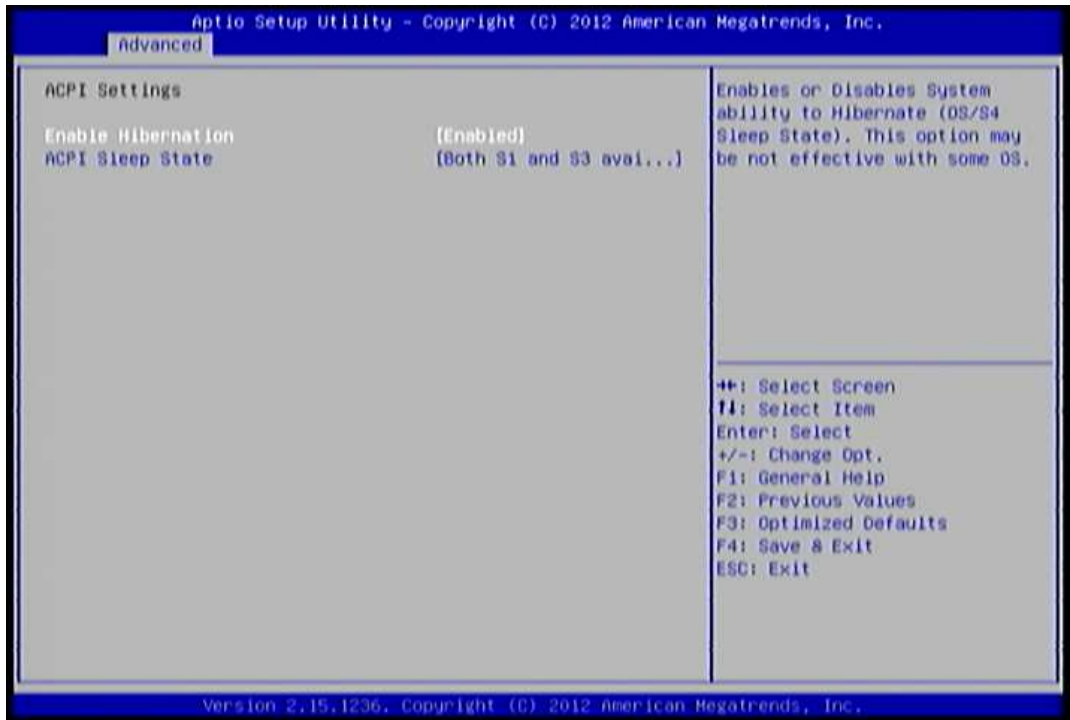 Aptio Setup Utility - Copyright (C) 2012 American Megatrends, Inc.
Advanced
ACPI Settings
Enable Hibernation [Enabled]
ACPI Sleep State [Both S1 and S3 avai...]
Enables or Disables System
ability to Hibernate (OS/S4
Sleep State). This option may
be not effective with some OS.
→←: Select Screen
↑↓: Select Item
Enter: Select
+/-: Change Opt.
F1: General Help
F2: Previous Values
F3: Optimized Defaults
F4: Save & Exit
ESC: Exit
Version 2.15.1236. Copyright (C) 2012 American Megatrends, Inc.